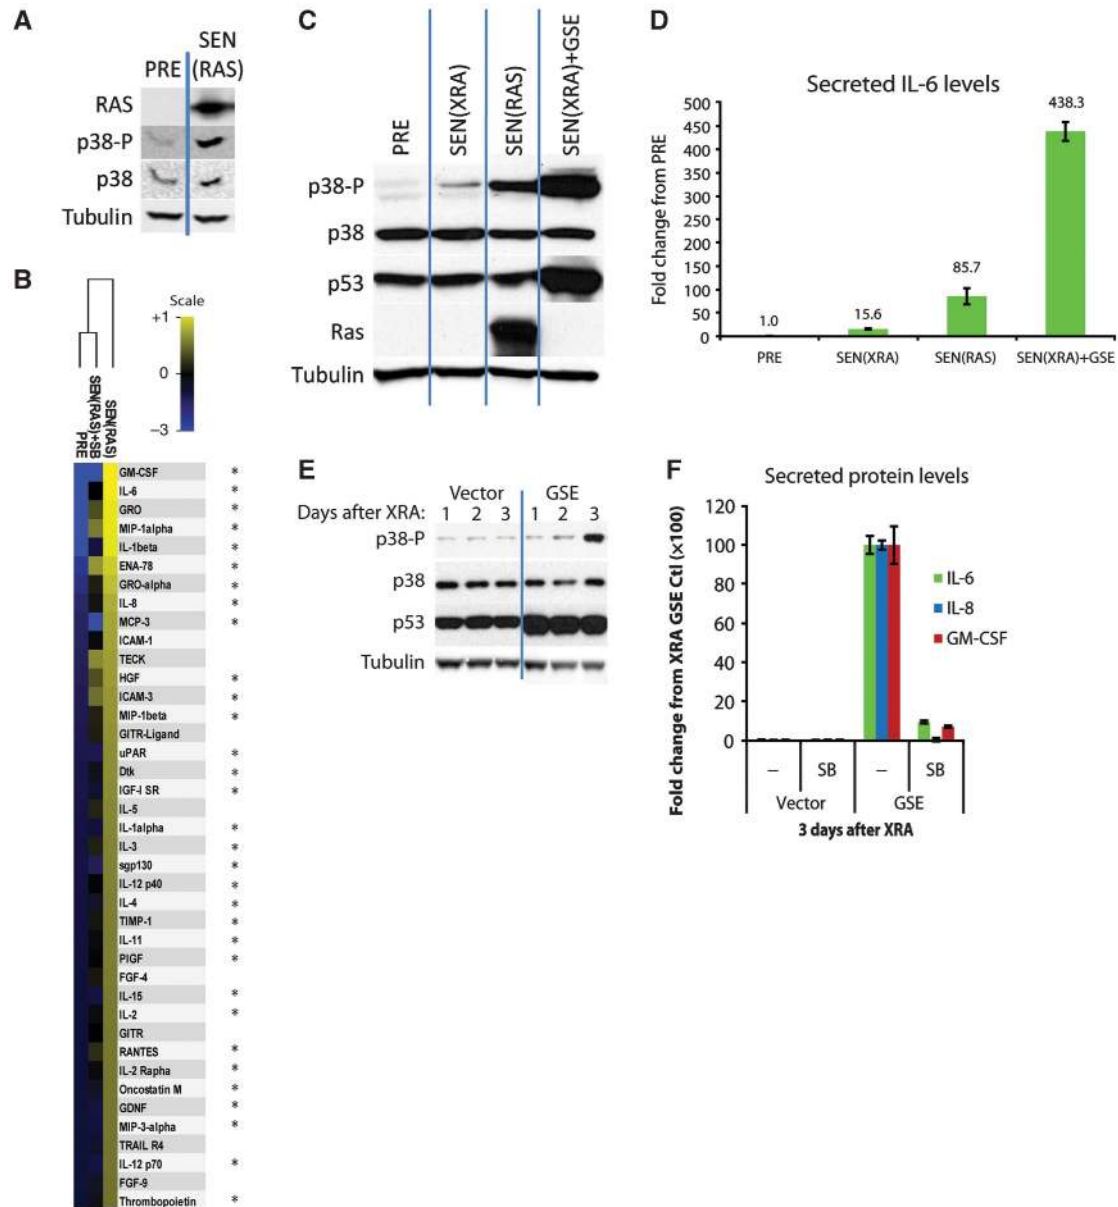 A
PRE
SEN
(RAS)
RAS
p38-P
p38
Tubulin
B
Scale
+1
0
–3
PRE
SEN(RAS)+SB
SEN(RAS)
GM-CSF *
IL-6 *
GRO *
MIP-1alpha *
IL-1beta *
ENA-78 *
GRO-alpha *
IL-8 *
MCP-3 *
ICAM-1
TECK
HGF *
ICAM-3 *
MIP-1beta *
GITR-Ligand
uPAR *
Dtk *
IGF-I SR *
IL-5
IL-1alpha *
IL-3 *
sgp130 *
IL-12 p40 *
IL-4 *
TIMP-1 *
IL-11 *
PIGF *
FGF-4
IL-15 *
IL-2 *
GITR
RANTES *
IL-2 Rapha *
Oncostatin M *
GDNF *
MIP-3-alpha *
TRAIL R4
IL-12 p70 *
FGF-9
Thrombopoietin *
C
PRE
SEN(XRA)
SEN(RAS)
SEN(XRA)+GSE
p38-P
p38
p53
Ras
Tubulin
D
Secreted IL-6 levels
Fold change from PRE
500
450
400
350
300
250
200
150
100
50
0
1.0
15.6
85.7
438.3
PRE
SEN(XRA)
SEN(RAS)
SEN(XRA)+GSE
E
Vector GSE
Days after XRA: 1 2 3 1 2 3
p38-P
p38
p53
Tubulin
F
Secreted protein levels
Fold change from XRA GSE Ctl (×100)
120
100
80
60
40
20
0
IL-6
IL-8
GM-CSF
– SB – SB
Vector GSE
3 days after XRA